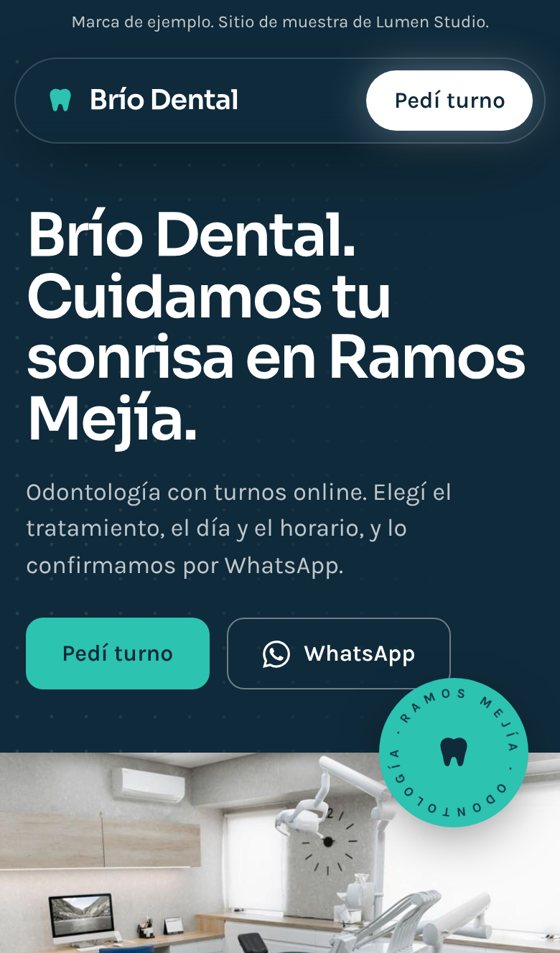 Marca de ejemplo. Sitio de muestra de Lumen Studio.
Brío Dental
Pedí turno
Brío Dental.
Cuidamos tu
sonrisa en Ramos
Mejía.
Odontología con turnos online. Elegí el
tratamiento, el día y el horario, y lo
confirmamos por WhatsApp.
Pedí turno
WhatsApp
RAMOS MEJÍA · ODONTOLOGÍA ·
2